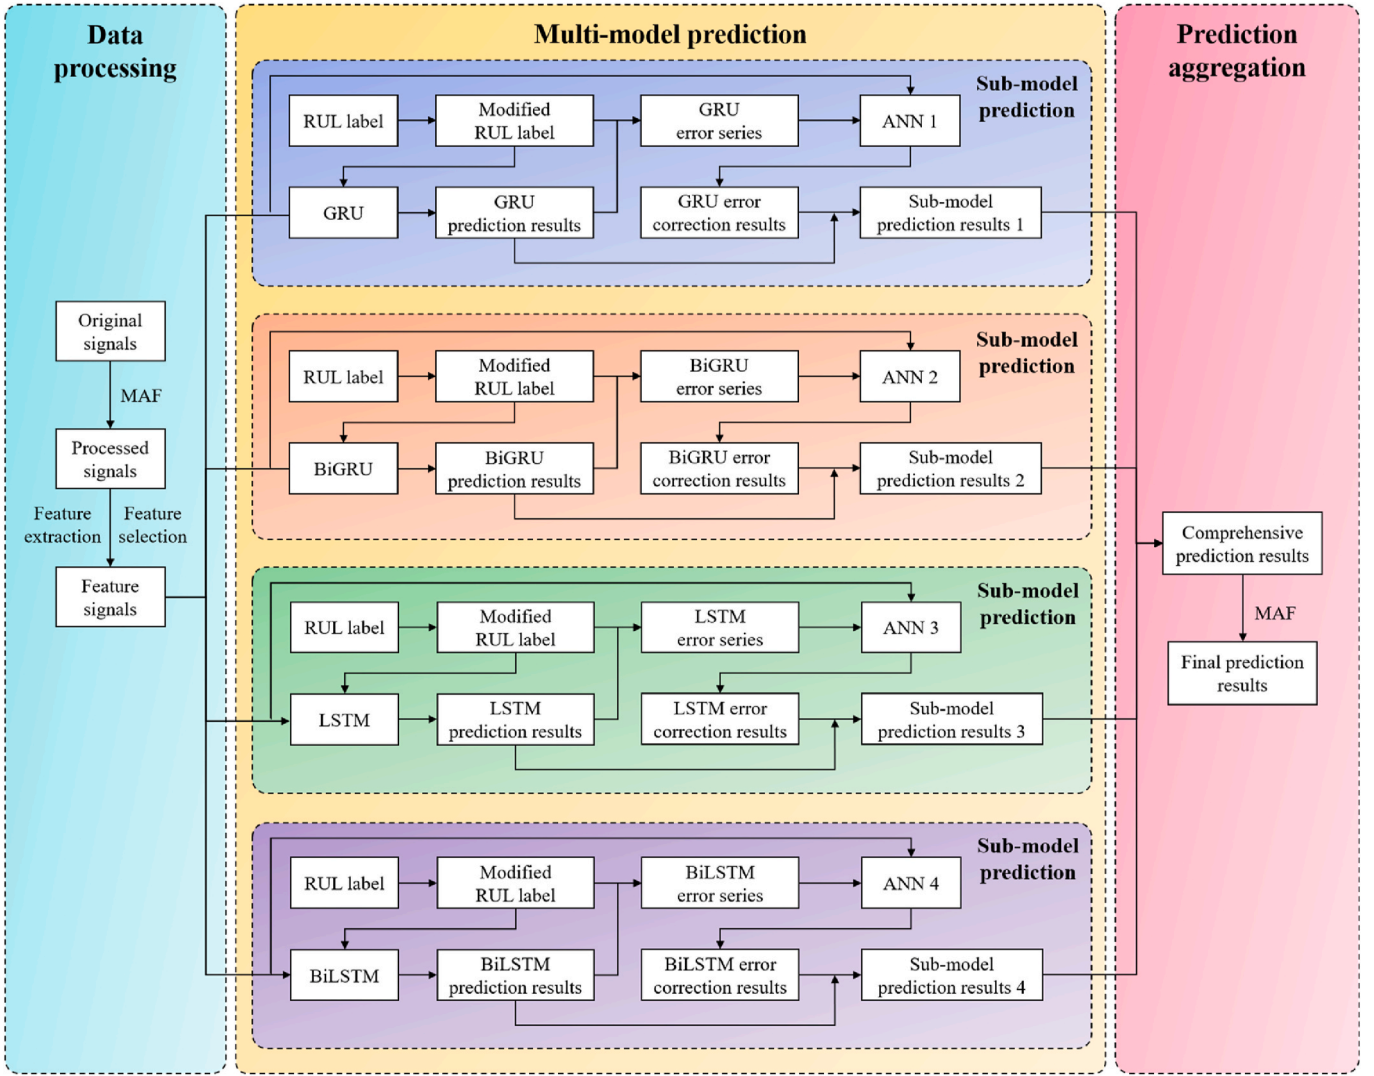 Data
processing
Original
signals
MAF
Processed
signals
Feature
extraction
Feature
selection
Feature
signals
Multi-model prediction
Sub-model
prediction
RUL label
Modified
RUL label
GRU
error series
ANN 1
GRU
GRU
prediction results
GRU error
correction results
Sub-model
prediction results 1
Sub-model
prediction
RUL label
Modified
RUL label
BiGRU
error series
ANN 2
BiGRU
BiGRU
prediction results
BiGRU error
correction results
Sub-model
prediction results 2
Sub-model
prediction
RUL label
Modified
RUL label
LSTM
error series
ANN 3
LSTM
LSTM
prediction results
LSTM error
correction results
Sub-model
prediction results 3
Sub-model
prediction
RUL label
Modified
RUL label
BiLSTM
error series
ANN 4
BiLSTM
BiLSTM
prediction results
BiLSTM error
correction results
Sub-model
prediction results 4
Prediction
aggregation
Comprehensive
prediction results
MAF
Final prediction
results